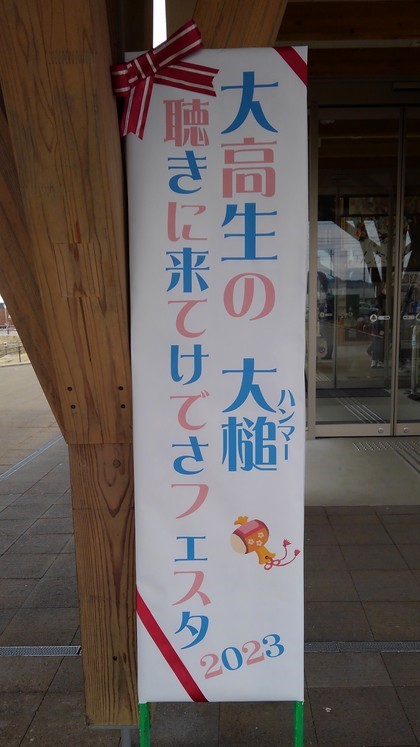 大高生の 大槌
ハンマー
聴きに来てけでさフェスタ
2023